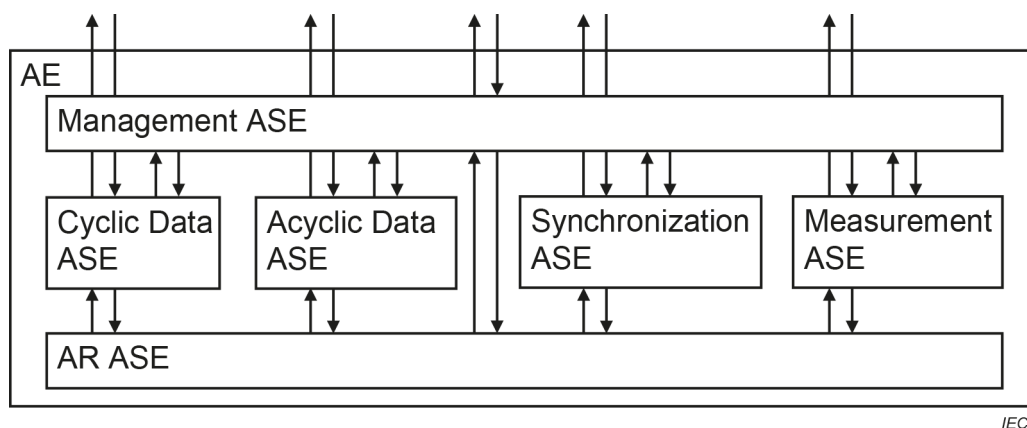 AE
Management ASE
Cyclic Data
ASE
Acyclic Data
ASE
Synchronization
ASE
Measurement
ASE
AR ASE
IEC